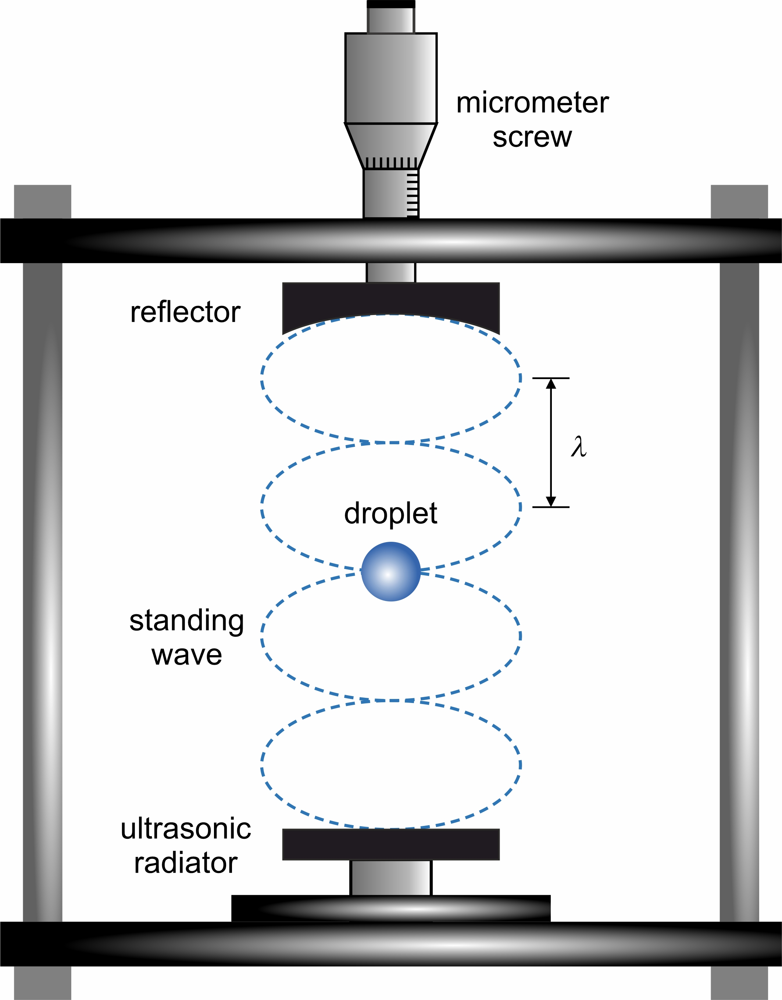 micrometer
screw
reflector
λ
droplet
standing
wave
ultrasonic
radiator